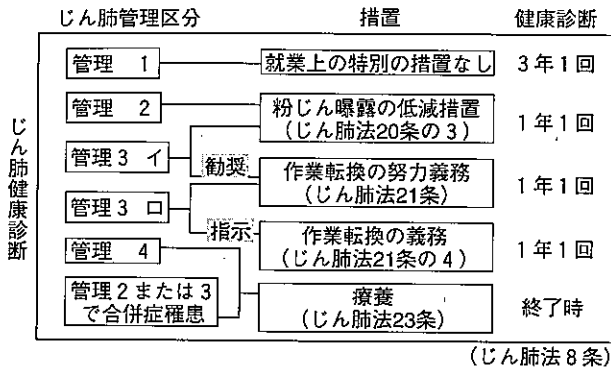 じん肺管理区分 措置 健康診断
じん肺健康診断
管理 1 就業上の特別の措置なし 3年1回
管理 2 粉じん曝露の低減措置
(じん肺法20条の3) 1年1回
管理3 イ 勧奨 作業転換の努力義務
(じん肺法21条) 1年1回
管理3 ロ 指示 作業転換の義務
(じん肺法21条の4) 1年1回
管理 4
管理2または3
で合併症罹患
療養
(じん肺法23条) 終了時
(じん肺法8条)